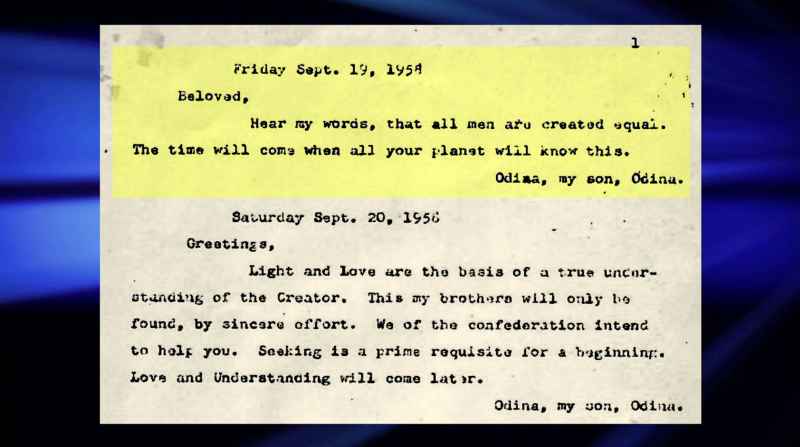 1
Friday Sept. 19, 1958
Beloved,
Hear my words, that all men are created equal.
The time will come when all your planet will know this.
Odina, my son, Odina.
Saturday Sept. 20, 1958
Greetings,
Light and Love are the basis of a true under-
standing of the Creator. This my brothers will only be
found, by sincere effort. We of the confederation intend
to help you. Seeking is a prime requisite for a beginning.
Love and Understanding will come later.
Odina, my son, Odina.